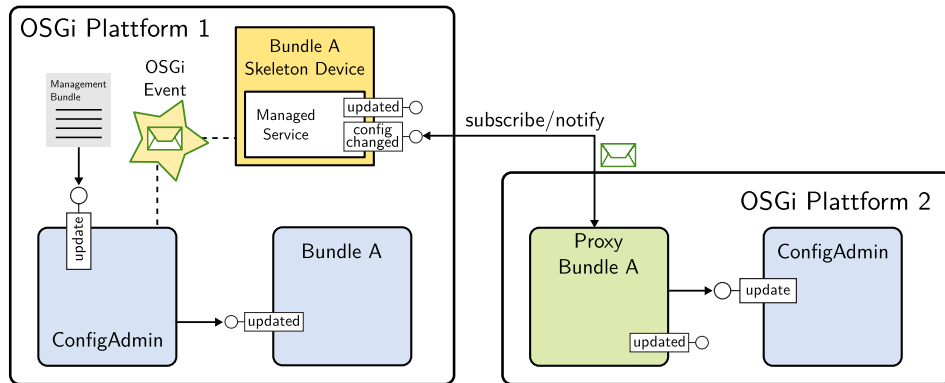 OSGi Plattform 1
Management
Bundle
OSGi
Event
Bundle A
Skeleton Device
Managed
Service
updated
config
changed
subscribe/notify
update
ConfigAdmin
updated
Bundle A
OSGi Plattform 2
Proxy
Bundle A
updated
update
ConfigAdmin